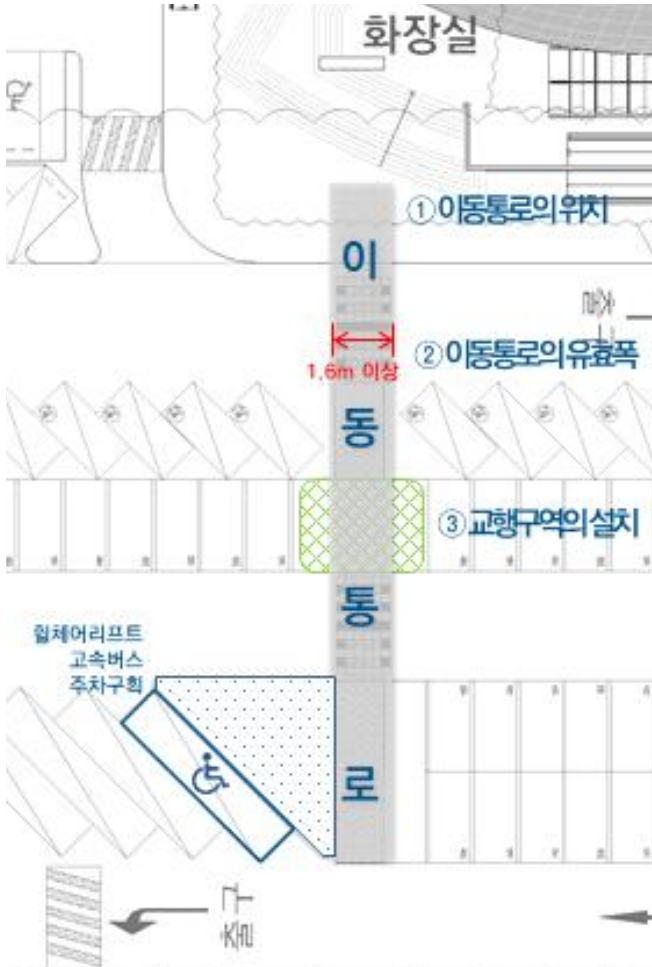 화장실
① 이동통로의 위치
이
② 이동통로의 유효폭
1.6m 이상
동
③ 교행구역의 설치
통
휠체어리프트
고속버스
주차구획
로
출구